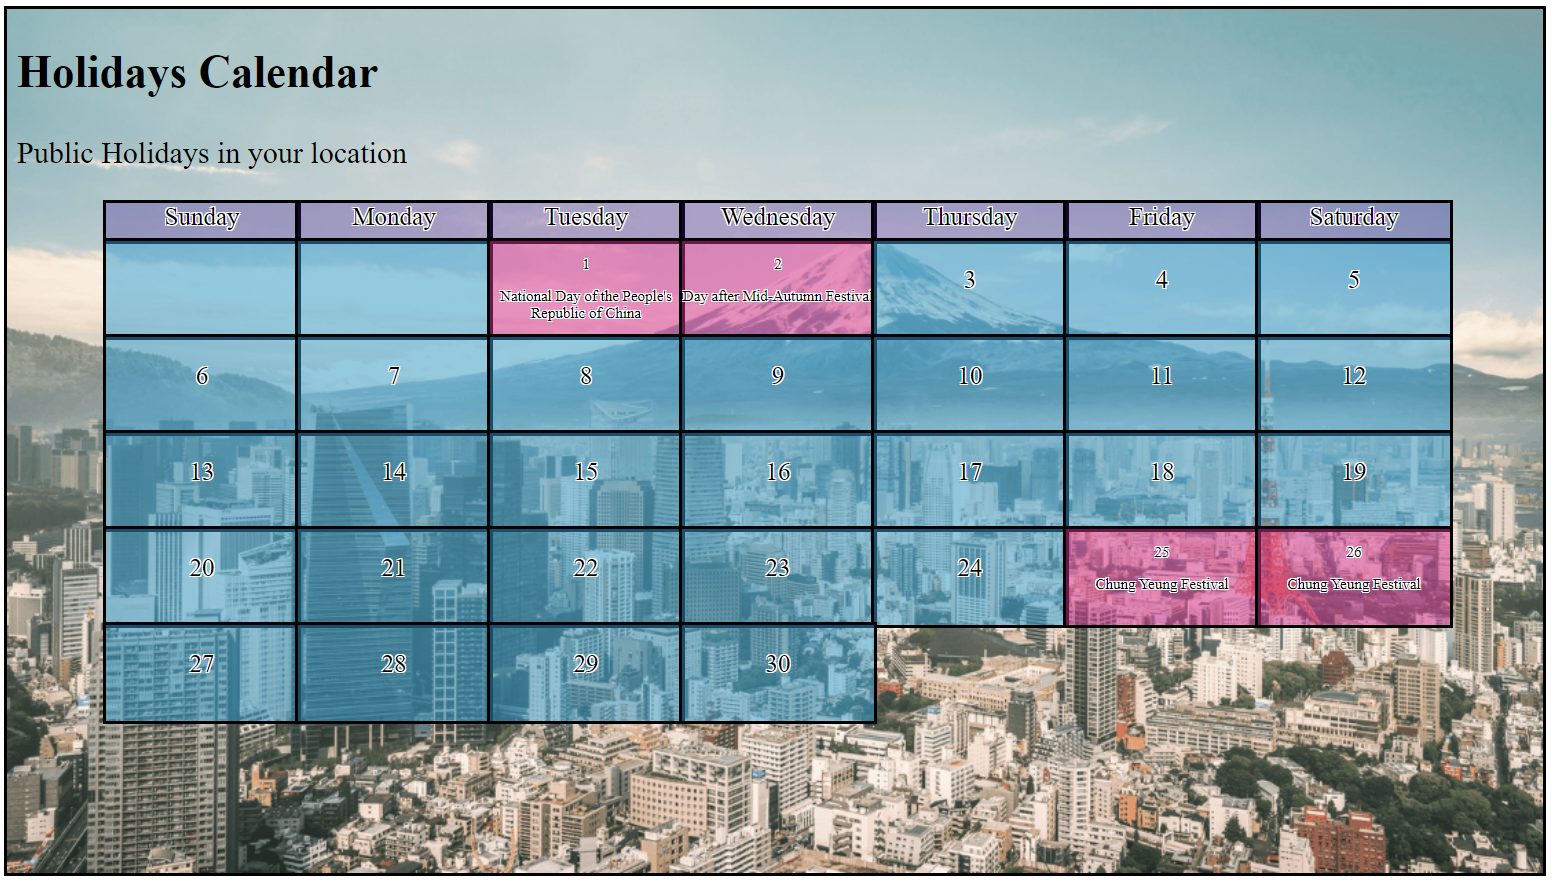 Holidays Calendar
Public Holidays in your location
Sunday Monday Tuesday Wednesday Thursday Friday Saturday
1 2 3 4 5
National Day of the People's Day after Mid-Autumn Festival
Republic of China
6 7 8 9 10 11 12
13 14 15 16 17 18 19
20 21 22 23 24 25 26
Chung Yeung Festival Chung Yeung Festival
27 28 29 30